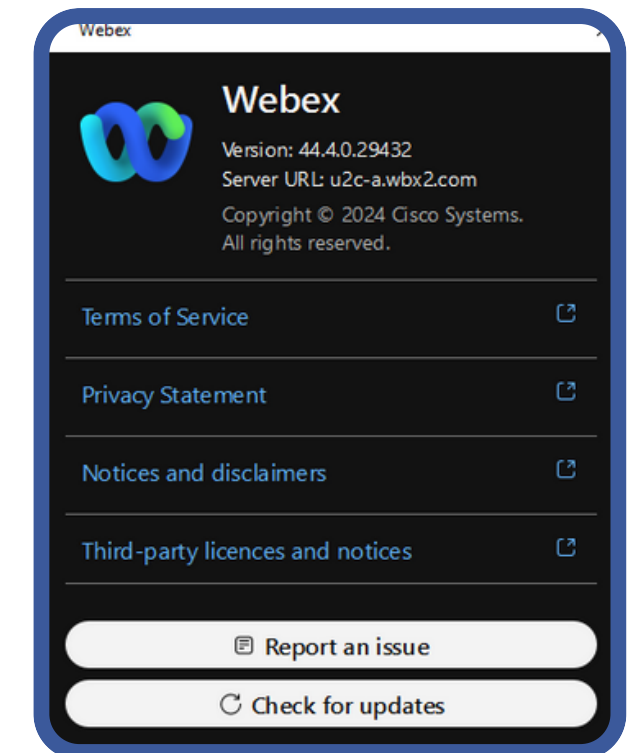 Webex
Webex
Version: 44.4.0.29432
Server URL: u2c-a.wbx2.com
Copyright © 2024 Cisco Systems.
All rights reserved.
Terms of Service
Privacy Statement
Notices and disclaimers
Third-party licences and notices
Report an issue
Check for updates